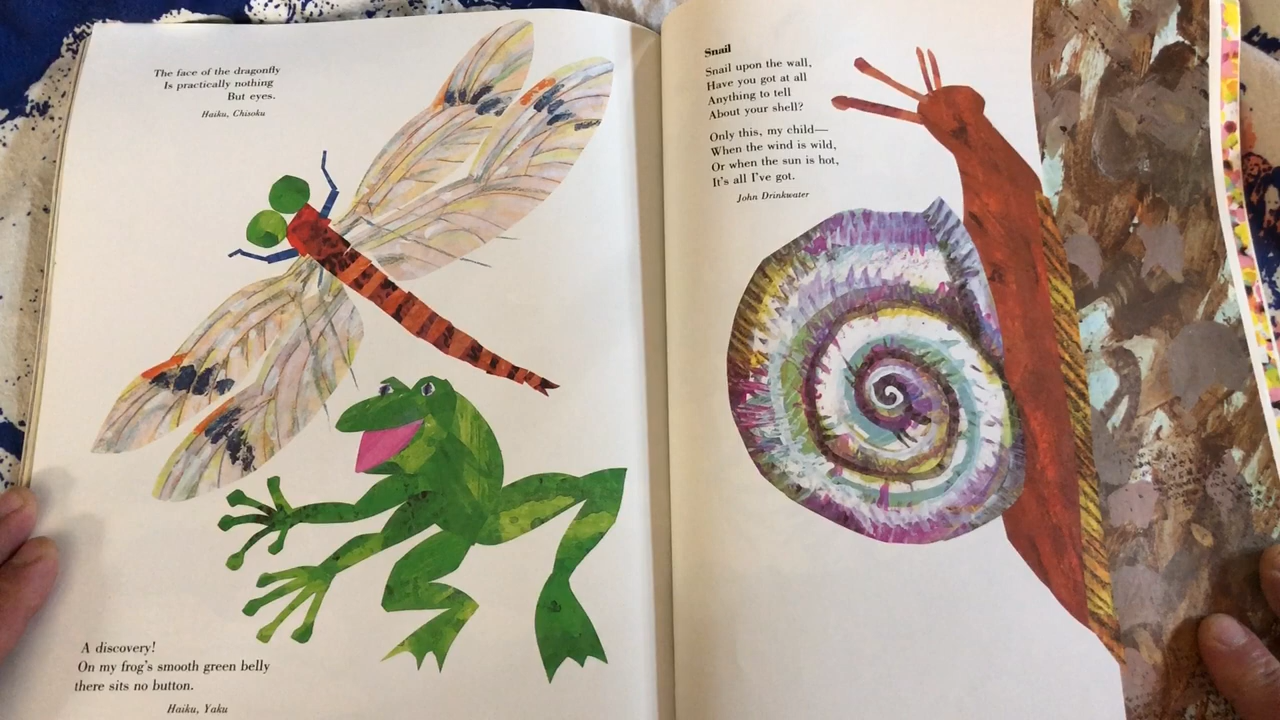 The face of the dragonfly
Is practically nothing
But eyes.
Haiku, Chisoku
A discovery!
On my frog's smooth green belly
there sits no button.
Haiku, Yaku
Snail
Snail upon the wall,
Have you got at all
Anything to tell
About your shell?
Only this, my child—
When the wind is wild,
Or when the sun is hot,
It's all I've got.
John Drinkwater